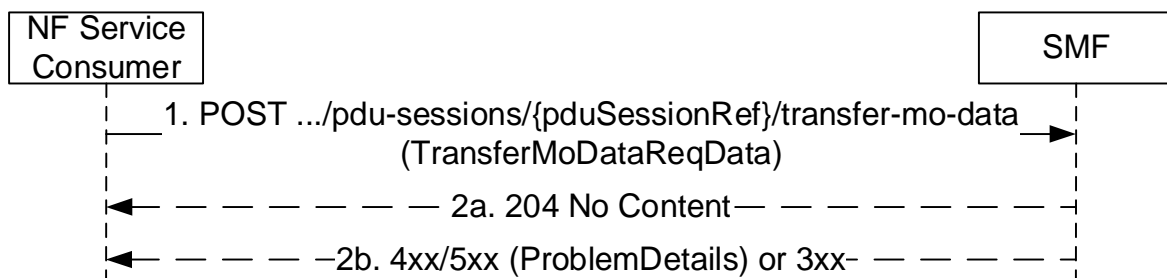 NF Service
Consumer
SMF
1. POST .../pdu-sessions/{pduSessionRef}/transfer-mo-data
(TransferMoDataReqData)
2a. 204 No Content
2b. 4xx/5xx (ProblemDetails) or 3xx